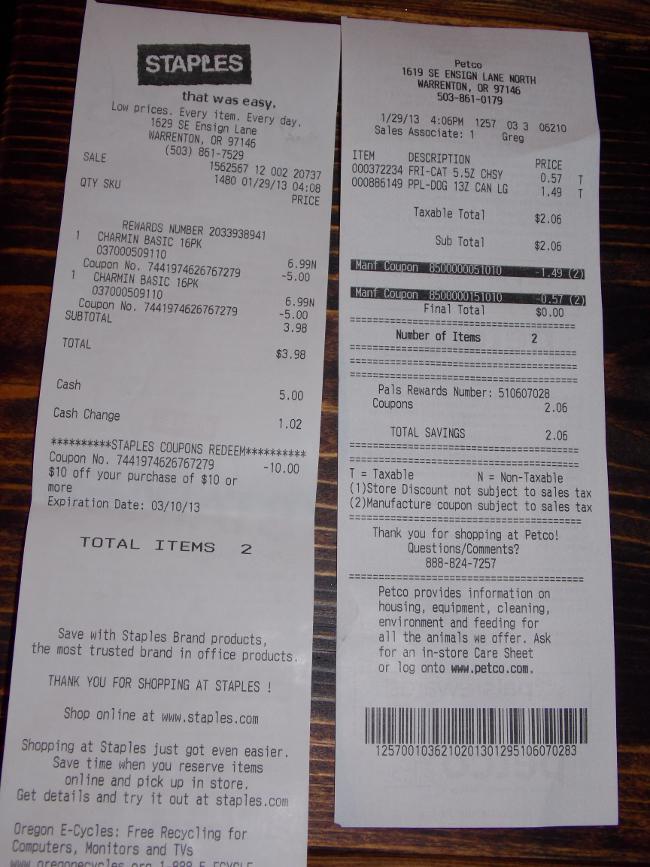 STAPLES
that was easy.
Low prices. Every item. Every day.
1629 SE Ensign Lane
WARRENTON, OR 97146
(503) 861-7529
SALE 1562567 12 002 20737
1480 01/29/13 04:08
QTY SKU PRICE
REWARDS NUMBER 2033938941
1 CHARMIN BASIC 16PK
037000509110 6.99N
Coupon No. 7441974626767279 -5.00
1 CHARMIN BASIC 16PK
037000509110 6.99N
Coupon No. 7441974626767279 -5.00
SUBTOTAL 3.98
TOTAL $3.98
Cash 5.00
Cash Change 1.02
**********STAPLES COUPONS REDEEM**********
Coupon No. 7441974626767279 -10.00
$10 off your purchase of $10 or
more
Expiration Date: 03/10/13
TOTAL ITEMS 2
Save with Staples Brand products,
the most trusted brand in office products.
THANK YOU FOR SHOPPING AT STAPLES !
Shop online at www.staples.com
Shopping at Staples just got even easier.
Save time when you reserve items
online and pick up in store.
Get details and try it out at staples.com
Oregon E-Cycles: Free Recycling for
Computers, Monitors and TVs
www.oregonecycles.org 1-888-5-ECYCLE
Petco
1619 SE ENSIGN LANE NORTH
WARRENTON, OR 97146
503-861-0179
1/29/13 4:06PM 1257 03 3 06210
Sales Associate: 1 Greg
ITEM DESCRIPTION PRICE
000372234 FRI-CAT 5.5Z CHSY 0.57 T
000886149 PPL-DOG 13Z CAN LG 1.49 T
Taxable Total $2.06
Sub Total $2.06
Manf Coupon 8500000051010 -1.49 (2)
Manf Coupon 8500000151010 -0.57 (2)
Final Total $0.00
========================================
Number of Items 2
========================================
========================================
========================================
Pals Rewards Number: 510607028
Coupons 2.06
TOTAL SAVINGS 2.06
========================================
========================================
T = Taxable N = Non-Taxable
(1)Store Discount not subject to sales tax
(2)Manufacture coupon subject to sales tax
========================================
Thank you for shopping at Petco!
Questions/Comments?
888-824-7257
========================================
Petco provides information on
housing, equipment, cleaning,
environment and feeding for
all the animals we offer. Ask
for an in-store Care Sheet
or log onto www.petco.com.
12570010362102013012951060702​83